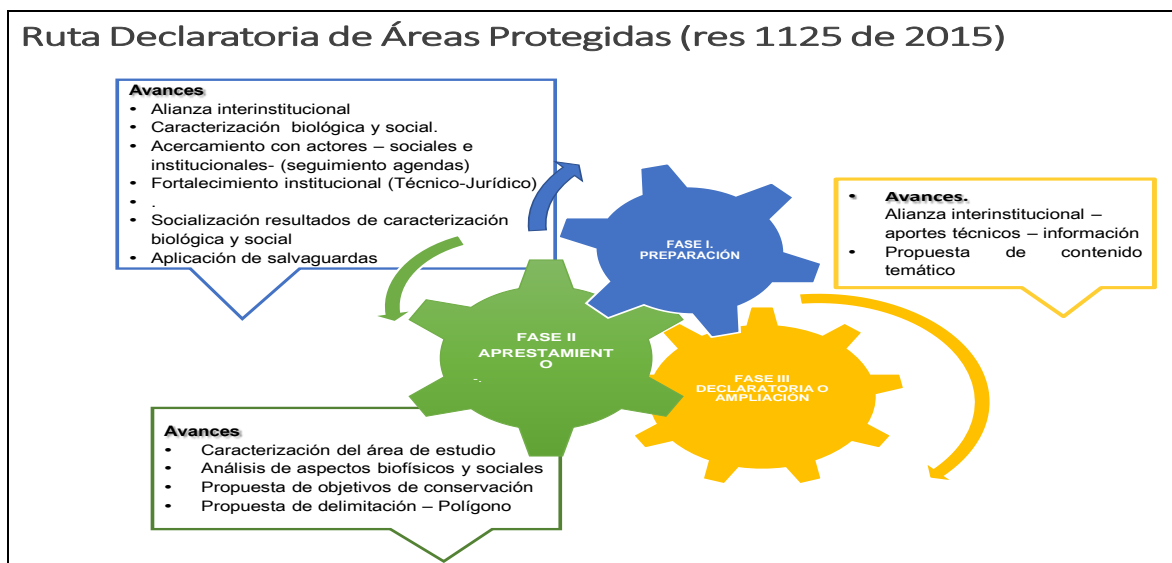 Ruta Declaratoria de Áreas Protegidas (res 1125 de 2015)
Avances
• Alianza interinstitucional
• Caracterización biológica y social.
• Acercamiento con actores – sociales e
institucionales- (seguimiento agendas)
• Fortalecimiento institucional (Técnico-Jurídico)
• .
• Socialización resultados de caracterización
biológica y social
• Aplicación de salvaguardas
FASE I.
PREPARACIÓN
• Avances.
Alianza interinstitucional –
aportes técnicos – información
• Propuesta de contenido
temático
FASE II
APRESTAMIENT
O
-.
FASE III
DECLARATORIA O
AMPLIACIÓN
Avances
• Caracterización del área de estudio
• Análisis de aspectos biofísicos y sociales
• Propuesta de objetivos de conservación
• Propuesta de delimitación – Polígono